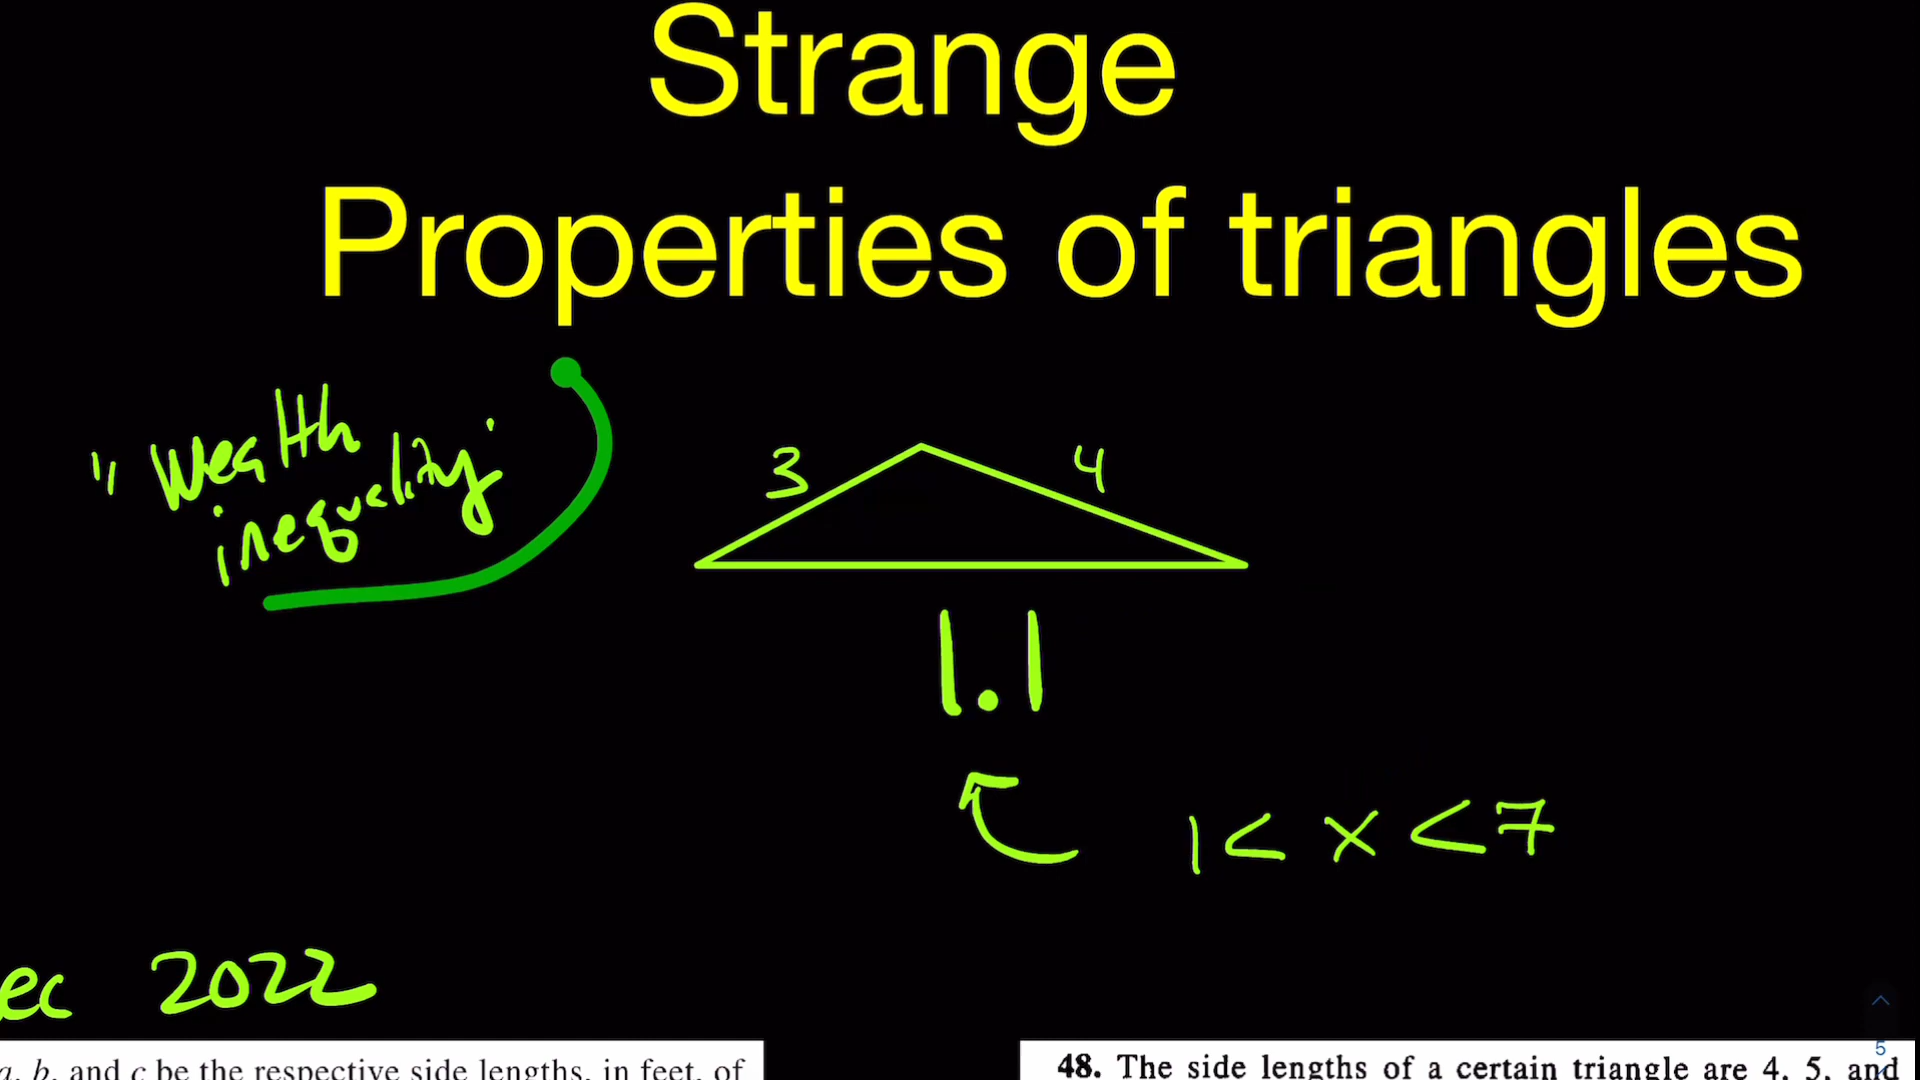 Strange
Properties of triangles
"Wealth
inequality"
3
4
1.1
1 < x < 7
ec 2022
a, b, and c be the respective side lengths, in feet, of
48. The side lengths of a certain triangle are 4, 5, and
5